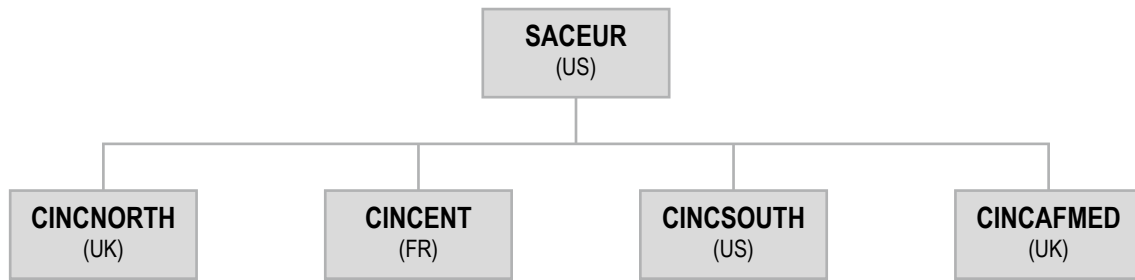 SACEUR
(US)
CINCNORTH
(UK)
CINCENT
(FR)
CINCSOUTH
(US)
CINCAFMED
(UK)